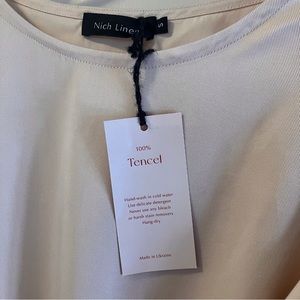 Nich Linen
S
100%
Tencel
Hand-wash in cold water
Use delicate detergent
Never use any bleach
or harsh stain removers
Hang-dry
Made in Ukraine